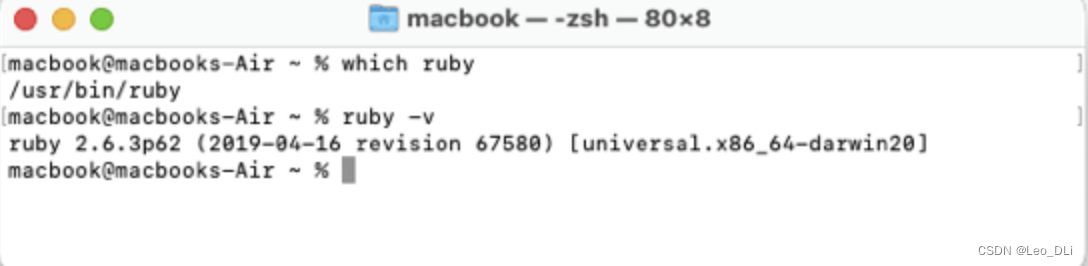 macbook — -zsh — 80×8
[macbook@macbooks-Air ~ % which ruby ]
/usr/bin/ruby
[macbook@macbooks-Air ~ % ruby -v ]
ruby 2.6.3p62 (2019-04-16 revision 67580) [universal.x86_64-darwin20]
macbook@macbooks-Air ~ %
CSDN @Leo_DLi